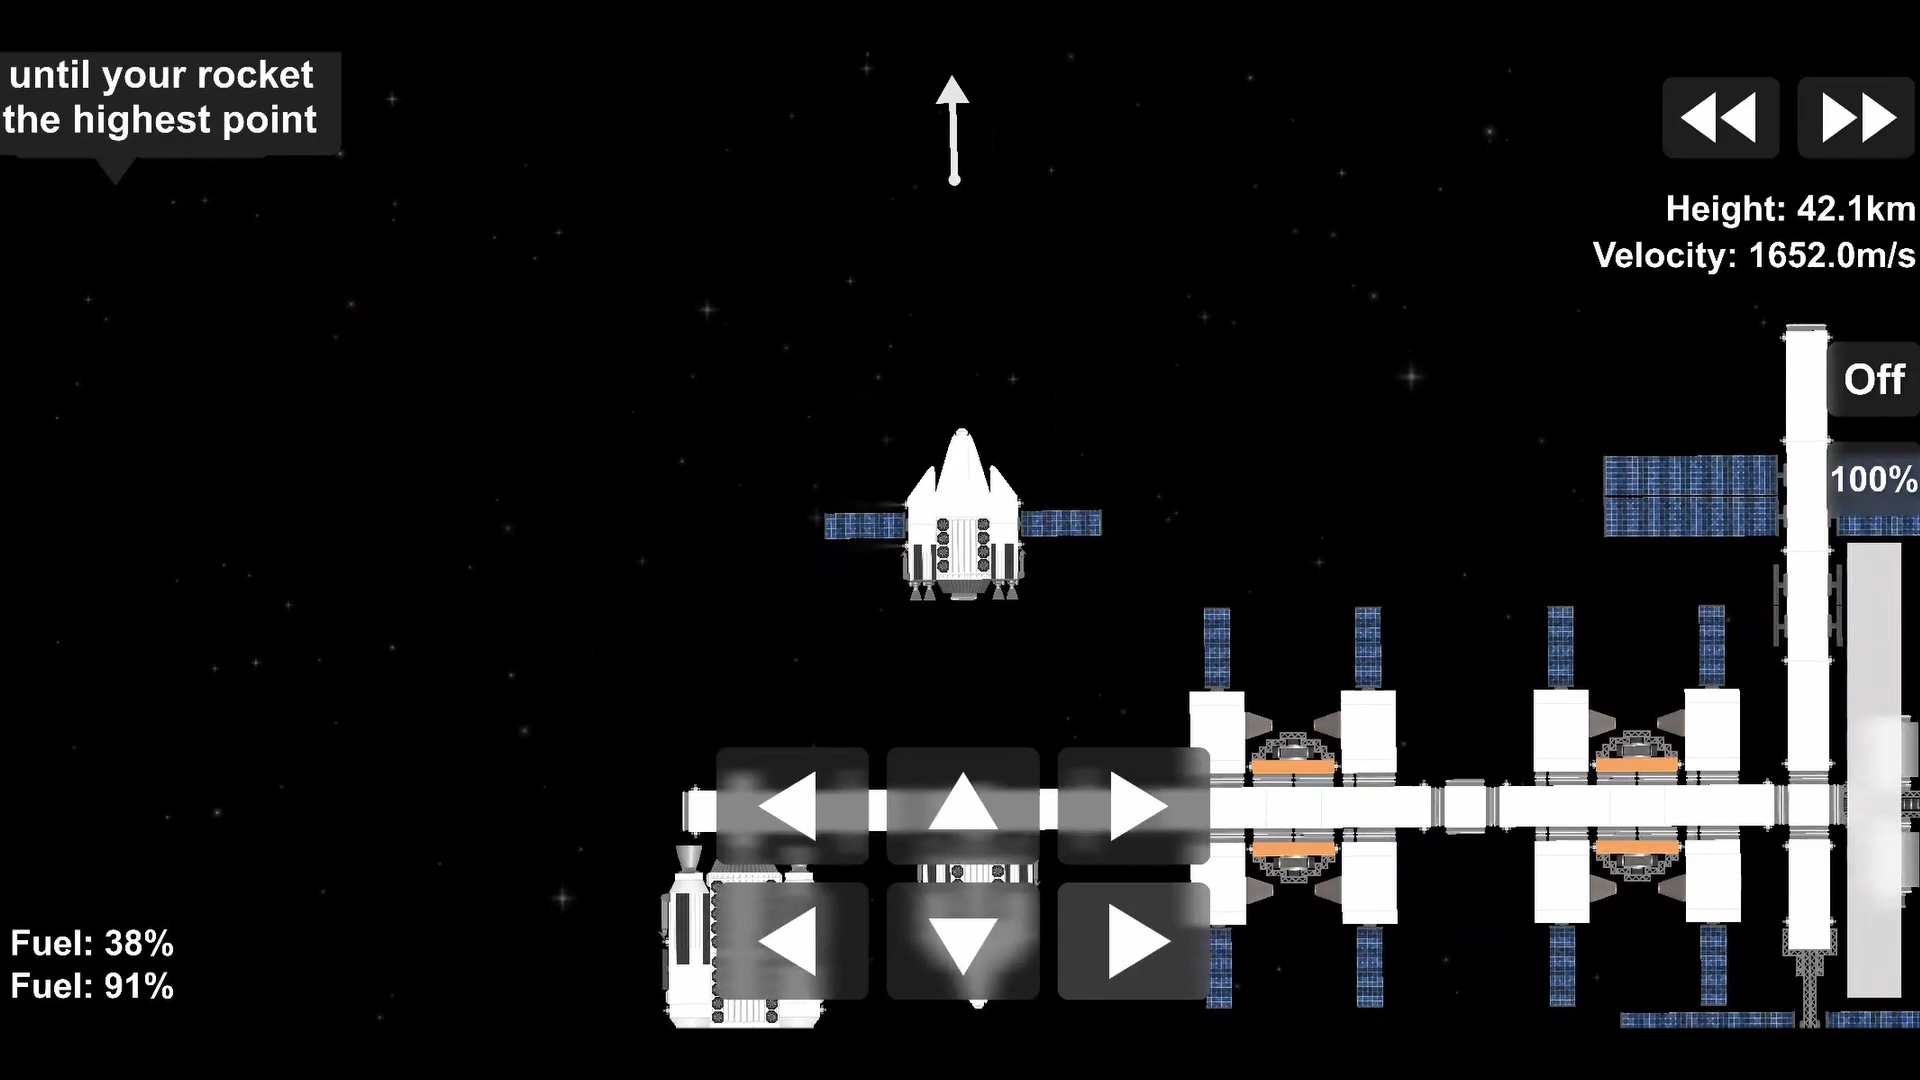 until your rocket
the highest point
Height: 42.1km
Velocity: 1652.0m/s
Off
100%
Fuel: 38%
Fuel: 91%